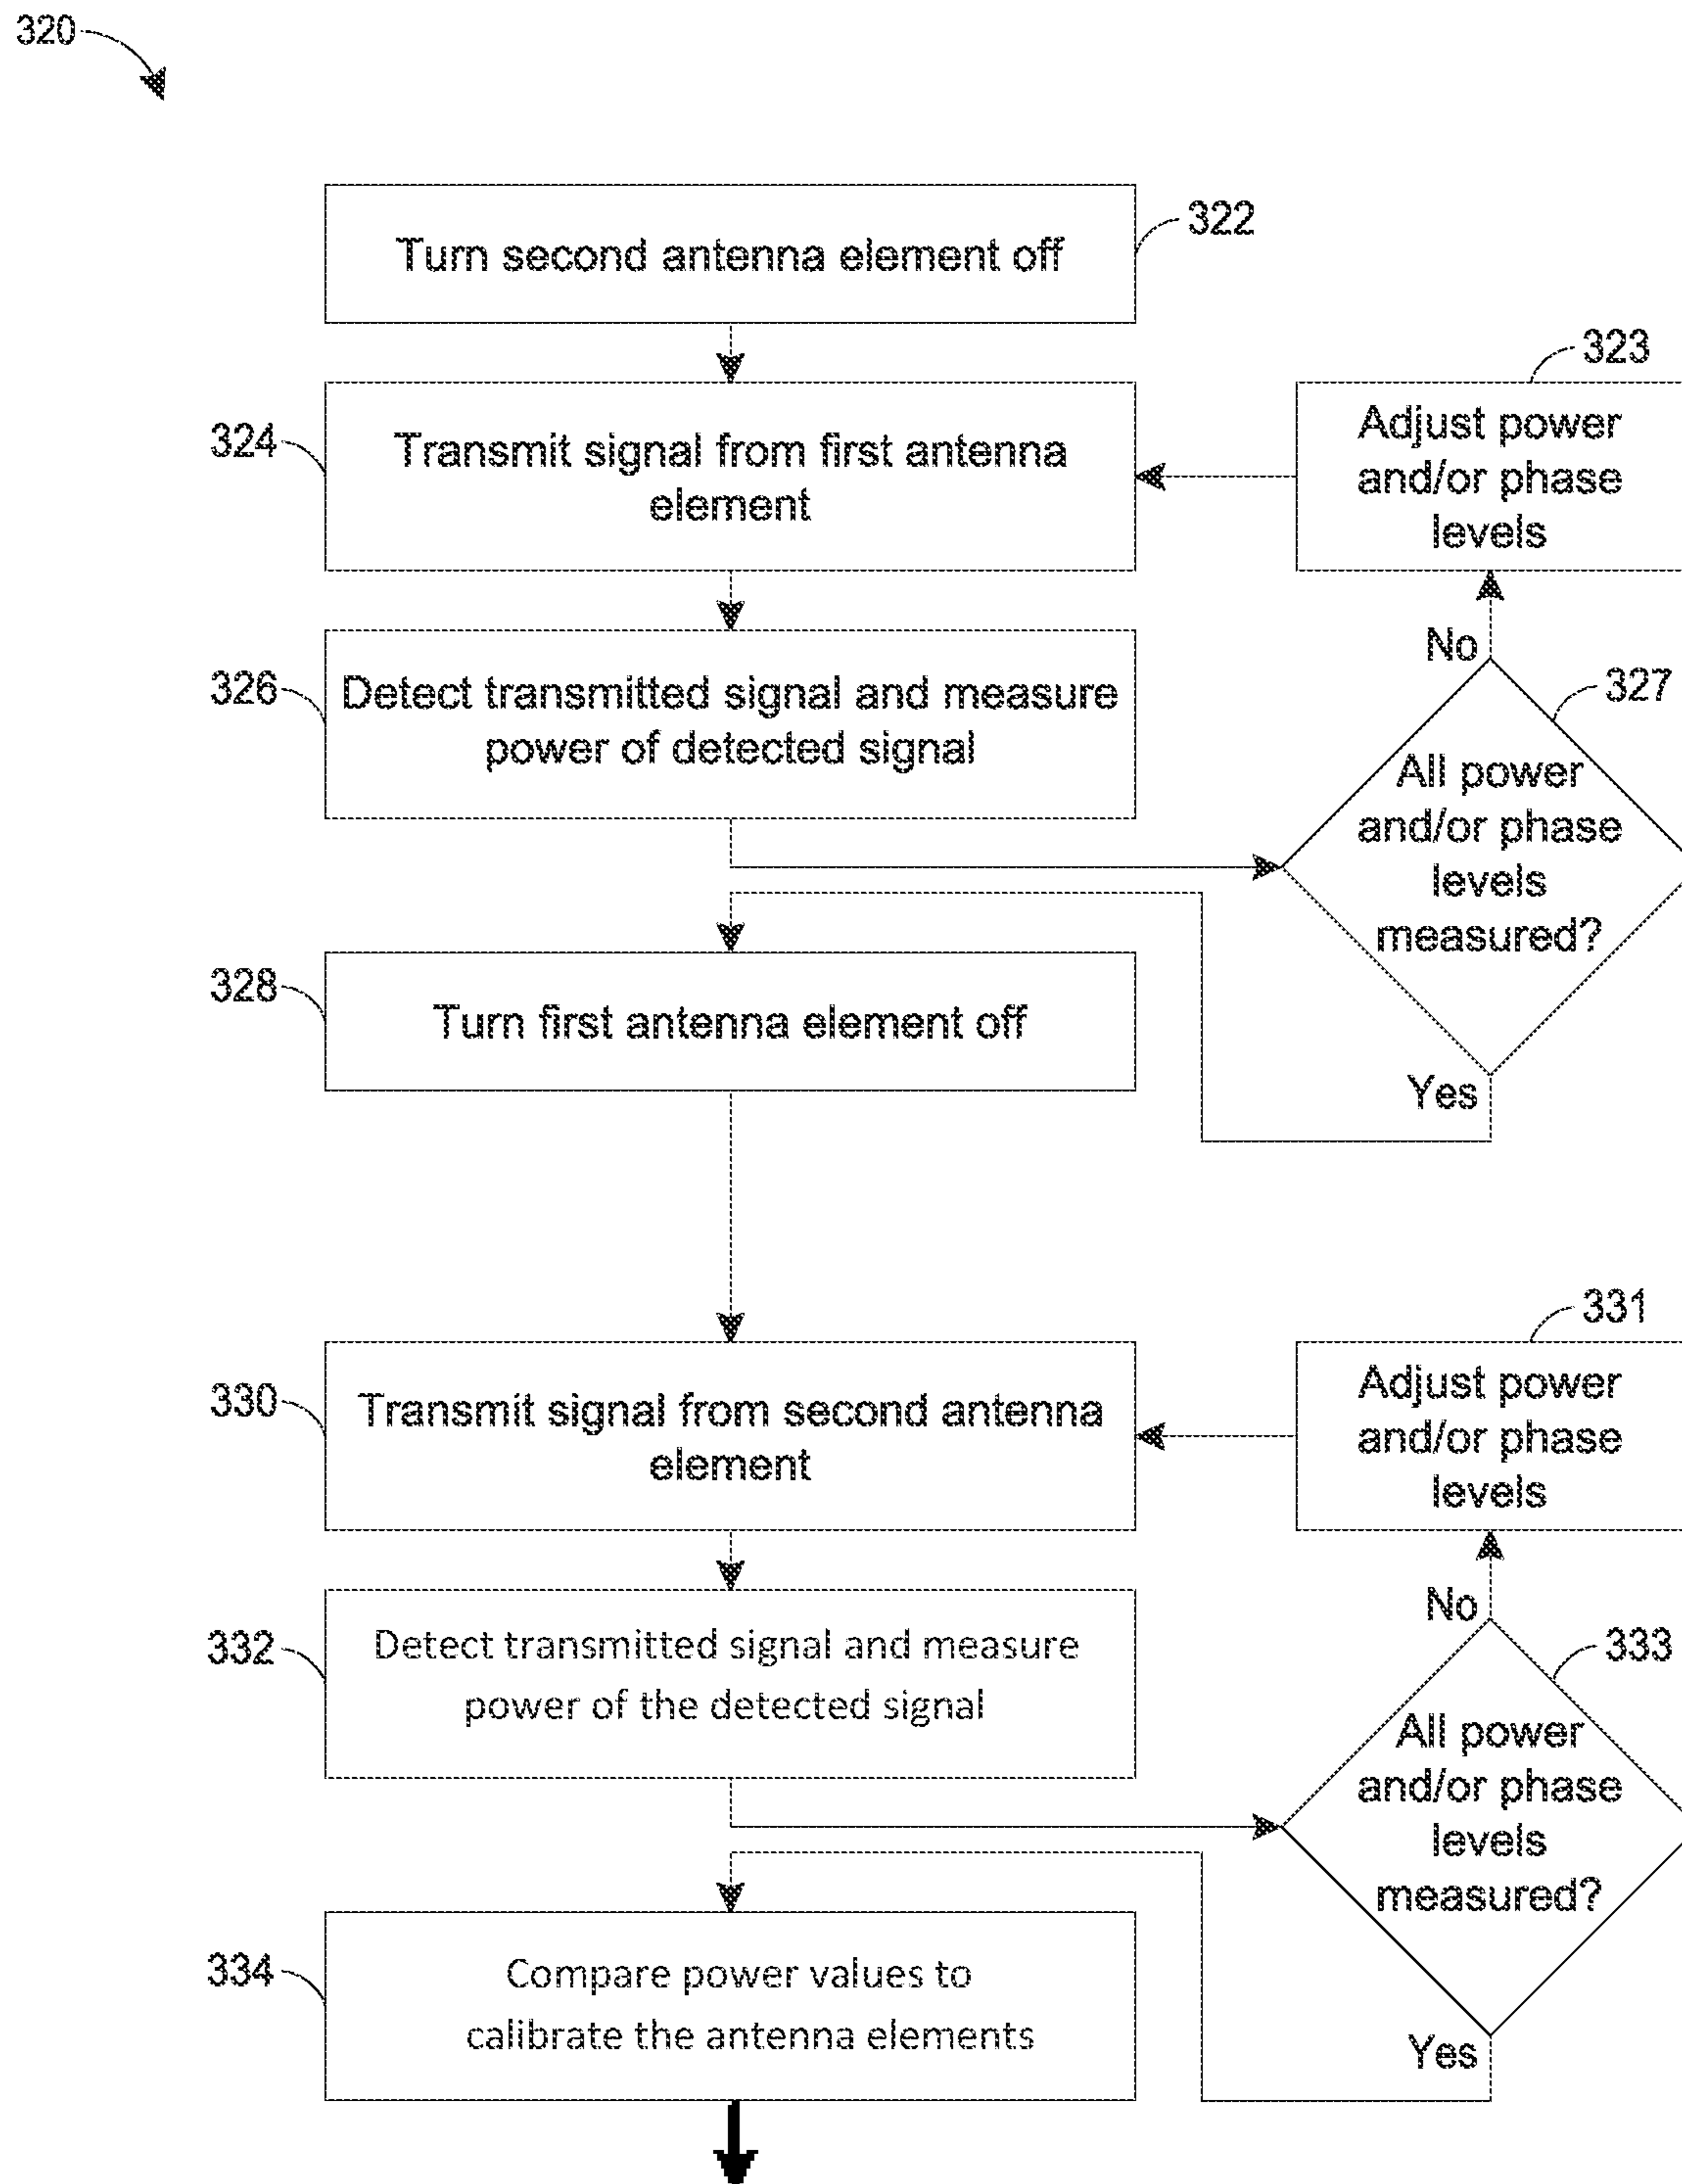 320
Turn second antenna element off
322
323
324
Transmit signal from first antenna
element
Adjust power
and/or phase
levels
326
Detect transmitted signal and measure
power of detected signal
No
327
All power
and/or phase
levels
measured?
328
Turn first antenna element off
Yes
331
330
Transmit signal from second antenna
element
Adjust power
and/or phase
levels
332
Detect transmitted signal and measure
power of the detected signal
No
333
All power
and/or phase
levels
measured?
334
Compare power values to
calibrate the antenna elements
Yes